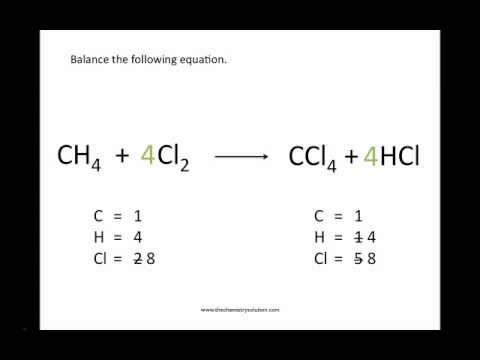 Balance the following equation.
CH₄ + 4Cl₂ → CCl₄ + 4HCl
C = 1 C = 1
H = 4 H = ~~1~~ 4
Cl = ~~2~~ 8 Cl = ~~5~~ 8
www.thechemistrysolution.com